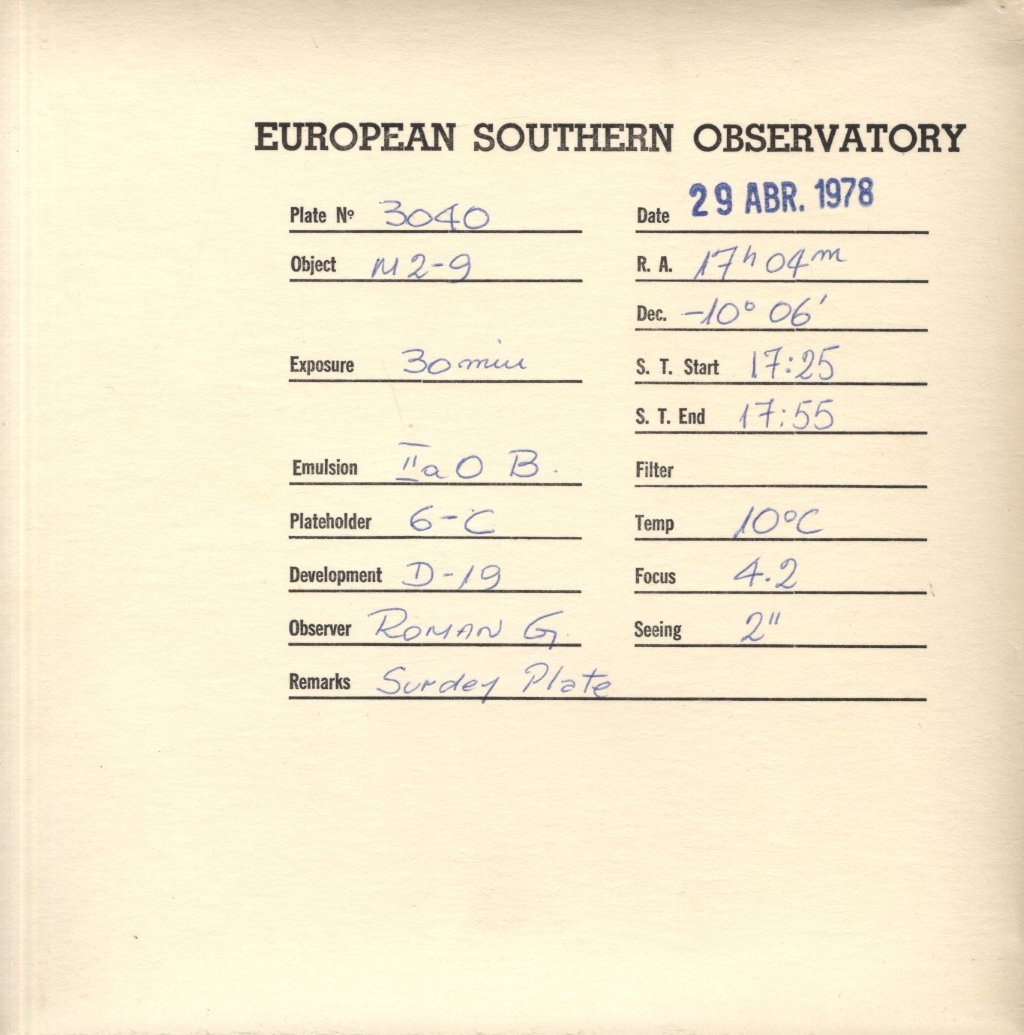 EUROPEAN SOUTHERN OBSERVATORY
Plate Nº 3040 Date 29 ABR. 1978
Object M2-9 R. A. 17h 04m
Dec. -10° 06'
Exposure 30 min S. T. Start 17:25
S. T. End 17:55
Emulsion IIaO B. Filter
Plateholder 6-C Temp 10°C
Development D-19 Focus 4.2
Observer ROMAN G. Seeing 2"
Remarks Surdey Plate